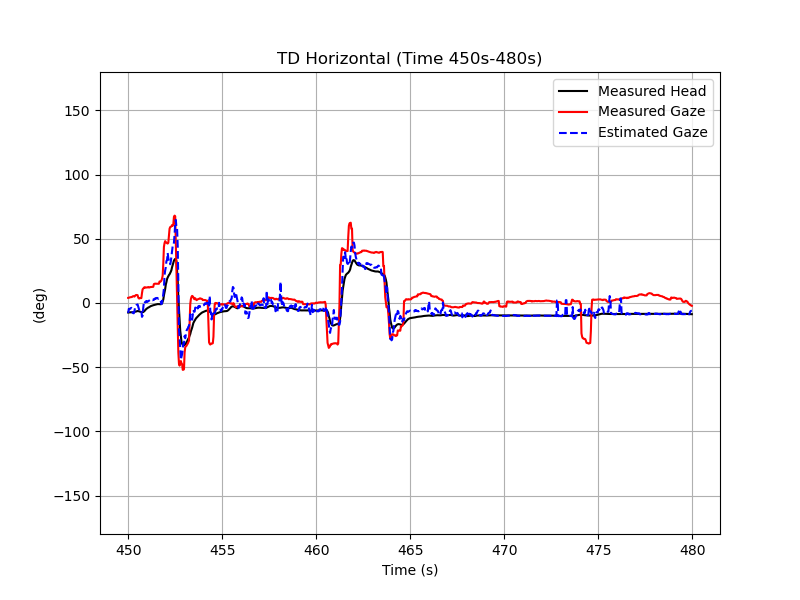 TD Horizontal (Time 450s-480s)
Measured Head
Measured Gaze
Estimated Gaze
150
100
50
0
−50
−100
−150
(deg)
450 455 460 465 470 475 480
Time (s)